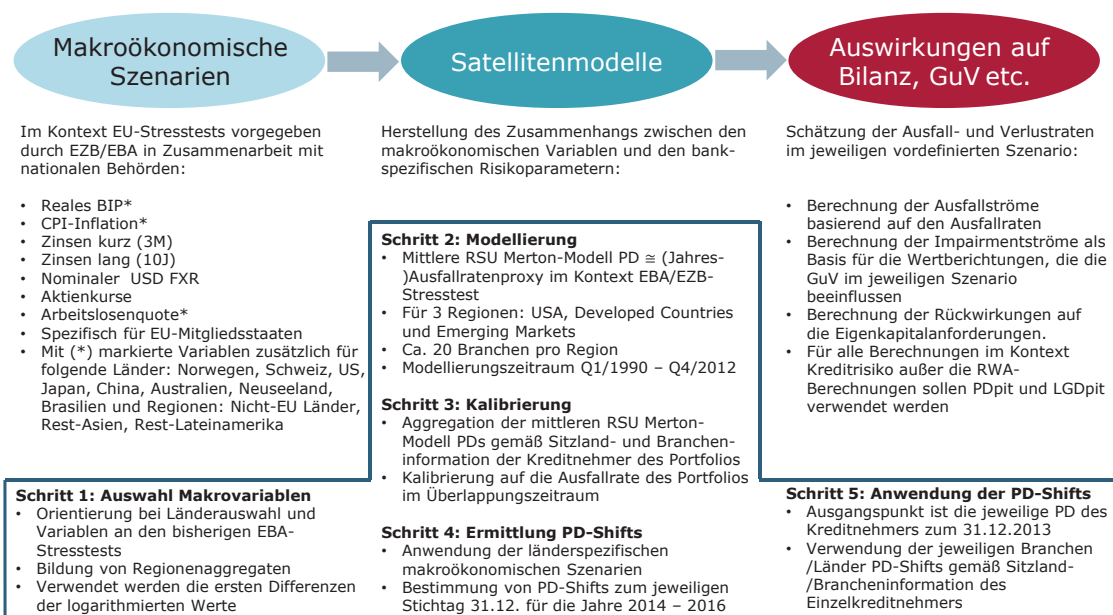 Makroökonomische
Szenarien
Satellitenmodelle
Auswirkungen auf
Bilanz, GuV etc.
Im Kontext EU-Stresstests vorgegeben
durch EZB/EBA in Zusammenarbeit mit
nationalen Behörden:
• Reales BIP*
• CPI-Inflation*
• Zinsen kurz (3M)
• Zinsen lang (10J)
• Nominaler USD FXR
• Aktienkurse
• Arbeitslosenquote*
• Spezifisch für EU-Mitgliedsstaaten
• Mit (*) markierte Variablen zusätzlich für
folgende Länder: Norwegen, Schweiz, US,
Japan, China, Australien, Neuseeland,
Brasilien und Regionen: Nicht-EU Länder,
Rest-Asien, Rest-Lateinamerika
Schritt 1: Auswahl Makrovariablen
• Orientierung bei Länderauswahl und
Variablen an den bisherigen EBA-
Stresstests
• Bildung von Regionenaggregaten
• Verwendet werden die ersten Differenzen
der logarithmierten Werte
Herstellung des Zusammenhangs zwischen den
makroökonomischen Variablen und den bank-
spezifischen Risikoparametern:
Schritt 2: Modellierung
• Mittlere RSU Merton-Modell PD ≅ (Jahres-
)Ausfallratenproxy im Kontext EBA/EZB-
Stresstest
• Für 3 Regionen: USA, Developed Countries
und Emerging Markets
• Ca. 20 Branchen pro Region
• Modellierungszeitraum Q1/1990 – Q4/2012
Schritt 3: Kalibrierung
• Aggregation der mittleren RSU Merton-
Modell PDs gemäß Sitzland- und Branchen-
information der Kreditnehmer des Portfolios
• Kalibrierung auf die Ausfallrate des Portfolios
im Überlappungszeitraum
Schritt 4: Ermittlung PD-Shifts
• Anwendung der länderspezifischen
makroökonomischen Szenarien
• Bestimmung von PD-Shifts zum jeweiligen
Stichtag 31.12. für die Jahre 2014 – 2016
Schätzung der Ausfall- und Verlustraten
im jeweiligen vordefinierten Szenario:
• Berechnung der Ausfallströme
basierend auf den Ausfallraten
• Berechnung der Impairmentströme als
Basis für die Wertberichtungen, die die
GuV im jeweiligen Szenario
beeinflussen
• Berechnung der Rückwirkungen auf
die Eigenkapitalanforderungen.
• Für alle Berechnungen im Kontext
Kreditrisiko außer die RWA-
Berechnungen sollen PDpit und LGDpit
verwendet werden
Schritt 5: Anwendung der PD-Shifts
• Ausgangspunkt ist die jeweilige PD des
Kreditnehmers zum 31.12.2013
• Verwendung der jeweiligen Branchen
/Länder PD-Shifts gemäß Sitzland-
/Brancheninformation des
Einzelkreditnehmers